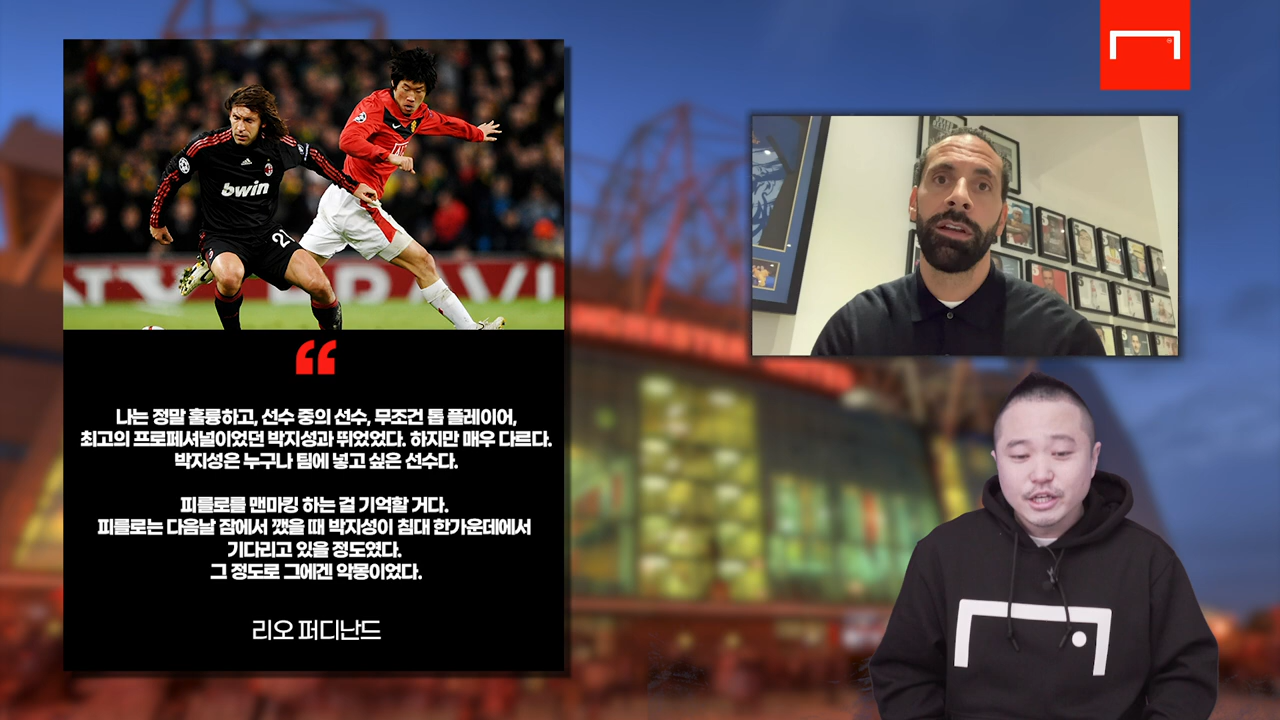 bwin
21
나는 정말 훌륭하고, 선수 중의 선수, 무조건 톱 플레이어,
최고의 프로페셔널이었던 박지성과 뛰었었다. 하지만 매우 다르다.
박지성은 누구나 팀에 넣고 싶은 선수다.
피를로를 맨마킹 하는 걸 기억할 거다.
피를로는 다음날 잠에서 깼을 때 박지성이 침대 한가운데에서
기다리고 있을 정도였다.
그 정도로 그에겐 악몽이었다.
리오 퍼디난드